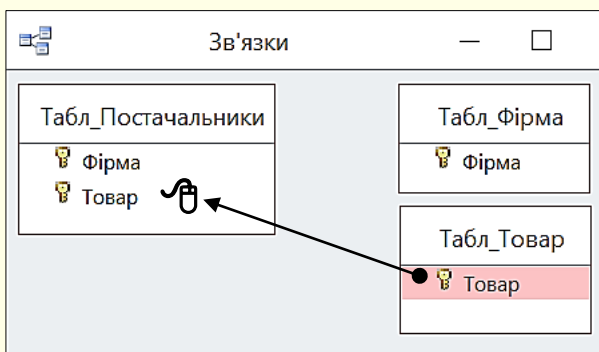 Зв'язки
Табл_Постачальники
Фірма
Товар
Табл_Фірма
Фірма
Табл_Товар
Товар